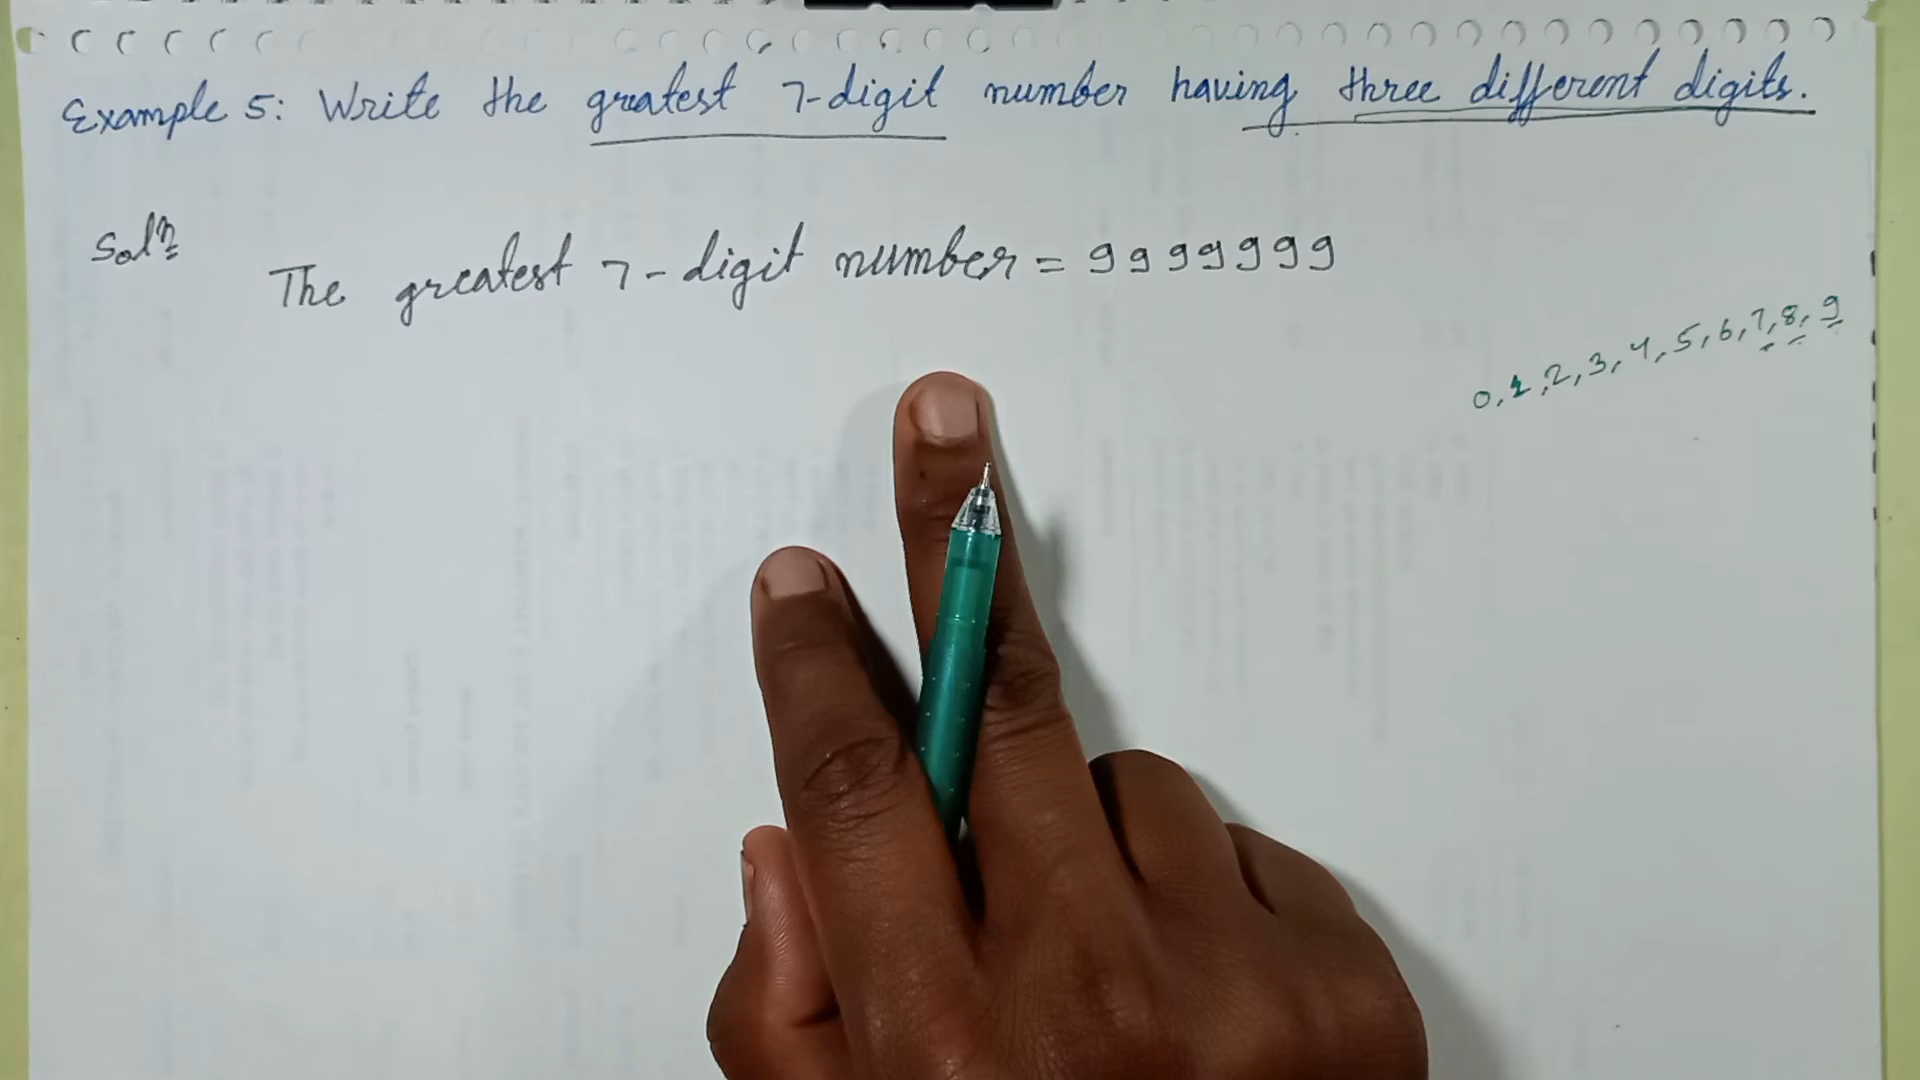 Example 5: Write the greatest 7-digit number having three different digits.
Solⁿ
The greatest 7-digit number = 9999999
0,1,2,3,4,5,6,7,8,9